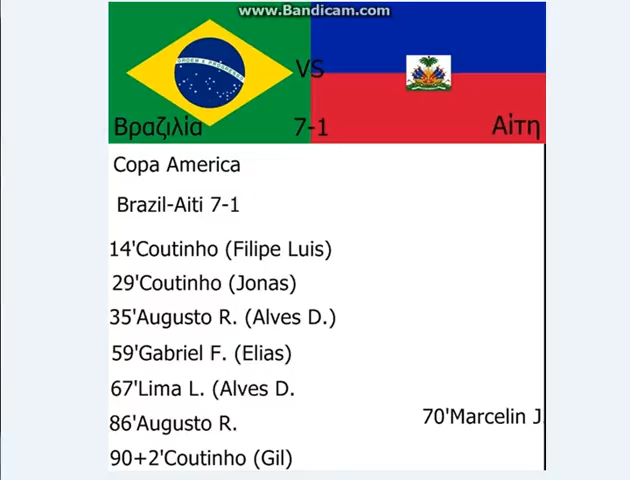 www.Bandicam.com
VS
Βραζιλία 7-1 Αίτη
Copa America
Brazil-Aiti 7-1
14'Coutinho (Filipe Luis)
29'Coutinho (Jonas)
35'Augusto R. (Alves D.)
59'Gabriel F. (Elias)
67'Lima L. (Alves D.
70'Marcelin J
86'Augusto R.
90+2'Coutinho (Gil)